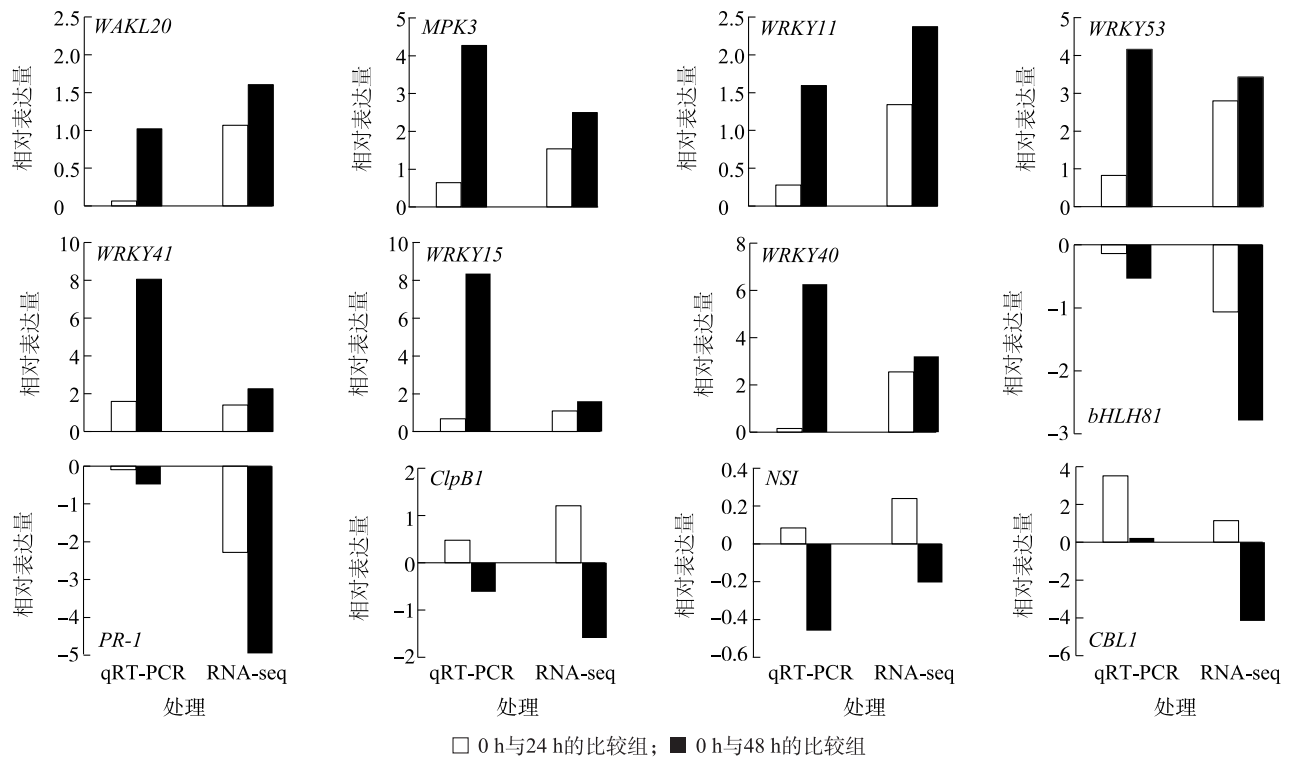 WAKL20
2.5
2.0
1.5
1.0
0.5
0
相对表达量
MPK3
5
4
3
2
1
0
相对表达量
WRKY11
2.5
2.0
1.5
1.0
0.5
0
相对表达量
WRKY53
5
4
3
2
1
0
相对表达量
WRKY41
10
8
6
4
2
0
相对表达量
WRKY15
10
8
6
4
2
0
相对表达量
WRKY40
8
6
4
2
0
相对表达量
0
−1
−2
−3
相对表达量
bHLH81
0
−1
−2
−3
−4
−5
相对表达量
PR-1
qRT-PCR RNA-seq
处理
ClpB1
2
1
0
−1
−2
相对表达量
qRT-PCR RNA-seq
处理
NSI
0.4
0.2
0
−0.2
−0.4
−0.6
相对表达量
qRT-PCR RNA-seq
处理
4
2
0
−2
−4
−6
相对表达量
CBL1
qRT-PCR RNA-seq
处理
0 h与24 h的比较组; 0 h与48 h的比较组